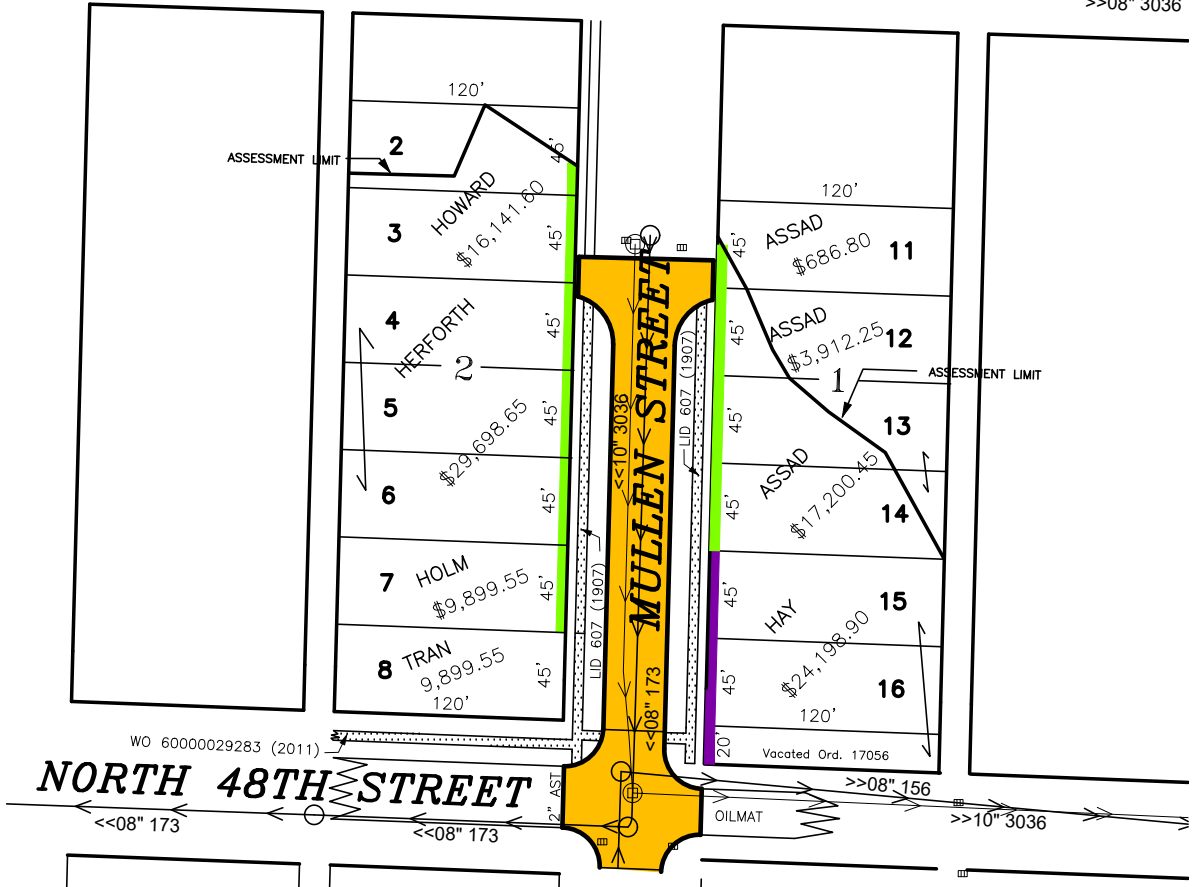 >>08" 3036
120'
2
45'
ASSESSMENT LIMIT
HOWARD
$16,141.60
3
45'
4
HERFORTH
45'
2
5
45'
$29,698.65
6
45'
7
HOLM
$9,899.55
45'
8
TRAN
9,899.55
45'
120'
120'
ASSAD
$686.80
11
45'
ASSAD
$3,912.25
12
45'
1
ASSESSMENT LIMIT
13
45'
ASSAD
$17,200.45
14
45'
HAY
15
45'
$24,198.90
16
45'
120'
20'
Vacated Ord. 17056
MULLEN STREET
<<10" 3036
LID 607 (1907)
LID 607 (1907)
<<08" 173
WO 60000029283 (2011)
NORTH 48TH STREET
2" AST
OILMAT
>>08" 156
>>10" 3036
<<08" 173
<<08" 173